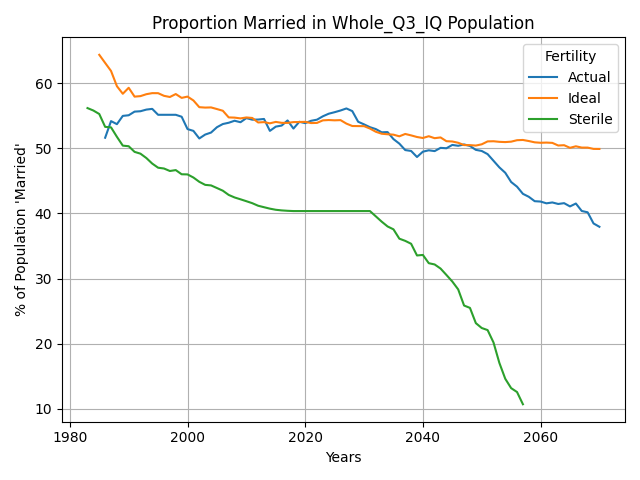 Proportion Married in Whole_Q3_IQ Population
% of Population 'Married'
60
50
40
30
20
10
Fertility
Actual
Ideal
Sterile
1980
2000
2020
2040
2060
Years